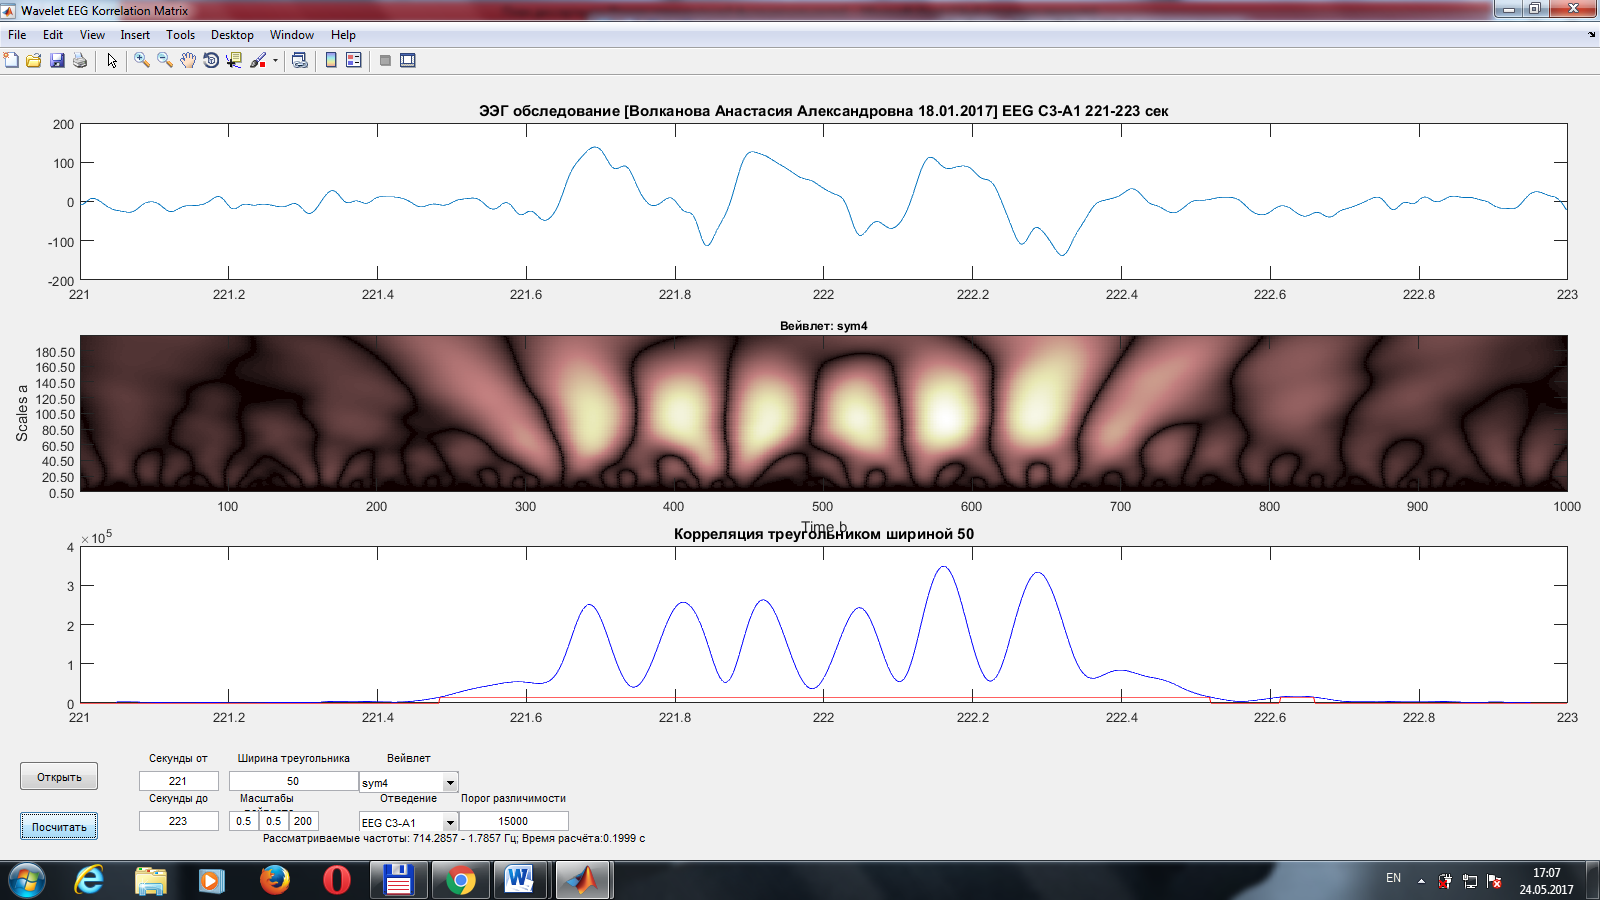 Wavelet EEG Korrelation Matrix
File Edit View Insert Tools Desktop Window Help
ЭЭГ обследование [Волканова Анастасия Александровна 18.01.2017] EEG C3-A1 221-223 сек
200
100
0
-100
-200
221 221.2 221.4 221.6 221.8 222 222.2 222.4 222.6 222.8 223
Вейвлет: sym4
Scales a
180.50
160.50
140.50
120.50
100.50
80.50
60.50
40.50
20.50
0.50
100 200 300 400 500 600 700 800 900 1000
Time b
Корреляция треугольником шириной 50
×10^5
4
3
2
1
0
221 221.2 221.4 221.6 221.8 222 222.2 222.4 222.6 222.8 223
Секунды от Ширина треугольника Вейвлет
Открыть 221 50 sym4
Секунды до Масштабы Отведение Порог различимости
Посчитать 223 0.5 0.5 200 EEG C3-A1 15000
Рассматриваемые частоты: 714.2857 - 1.7857 Гц; Время расчёта:0.1999 с
EN 17:07
24.05.2017